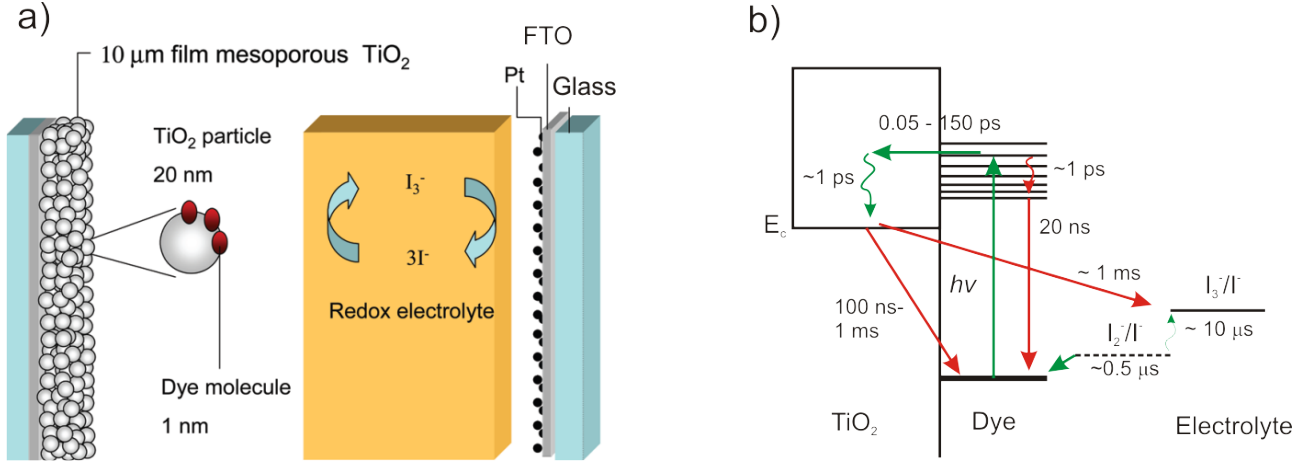 a)
10 μm film mesoporous TiO₂
FTO
Pt
Glass
TiO₂ particle
20 nm
I₃⁻
3I⁻
Redox electrolyte
Dye molecule
1 nm
b)
0.05 - 150 ps
~1 ps
~1 ps
E꜀
20 ns
hν
~ 1 ms
100 ns-
1 ms
I₃⁻/I⁻
~ 10 μs
I₂⁻/I⁻
~0.5 μs
TiO₂
Dye
Electrolyte